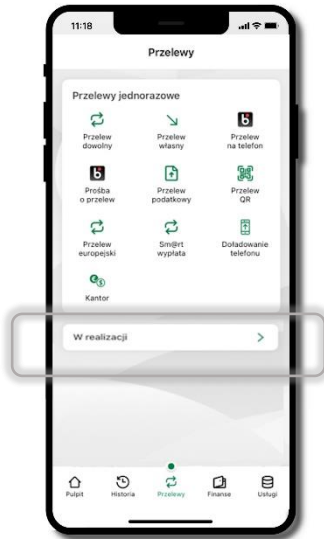 11:18
Przelewy
Przelewy jednorazowe
Przelew dowolny
Przelew własny
Przelew na telefon
Prośba o przelew
Przelew podatkowy
Przelew QR
Przelew europejski
Sm@rt wypłata
Doładowanie telefonu
Kantor
W realizacji
Pulpit
Historia
Przelewy
Finanse
Usługi